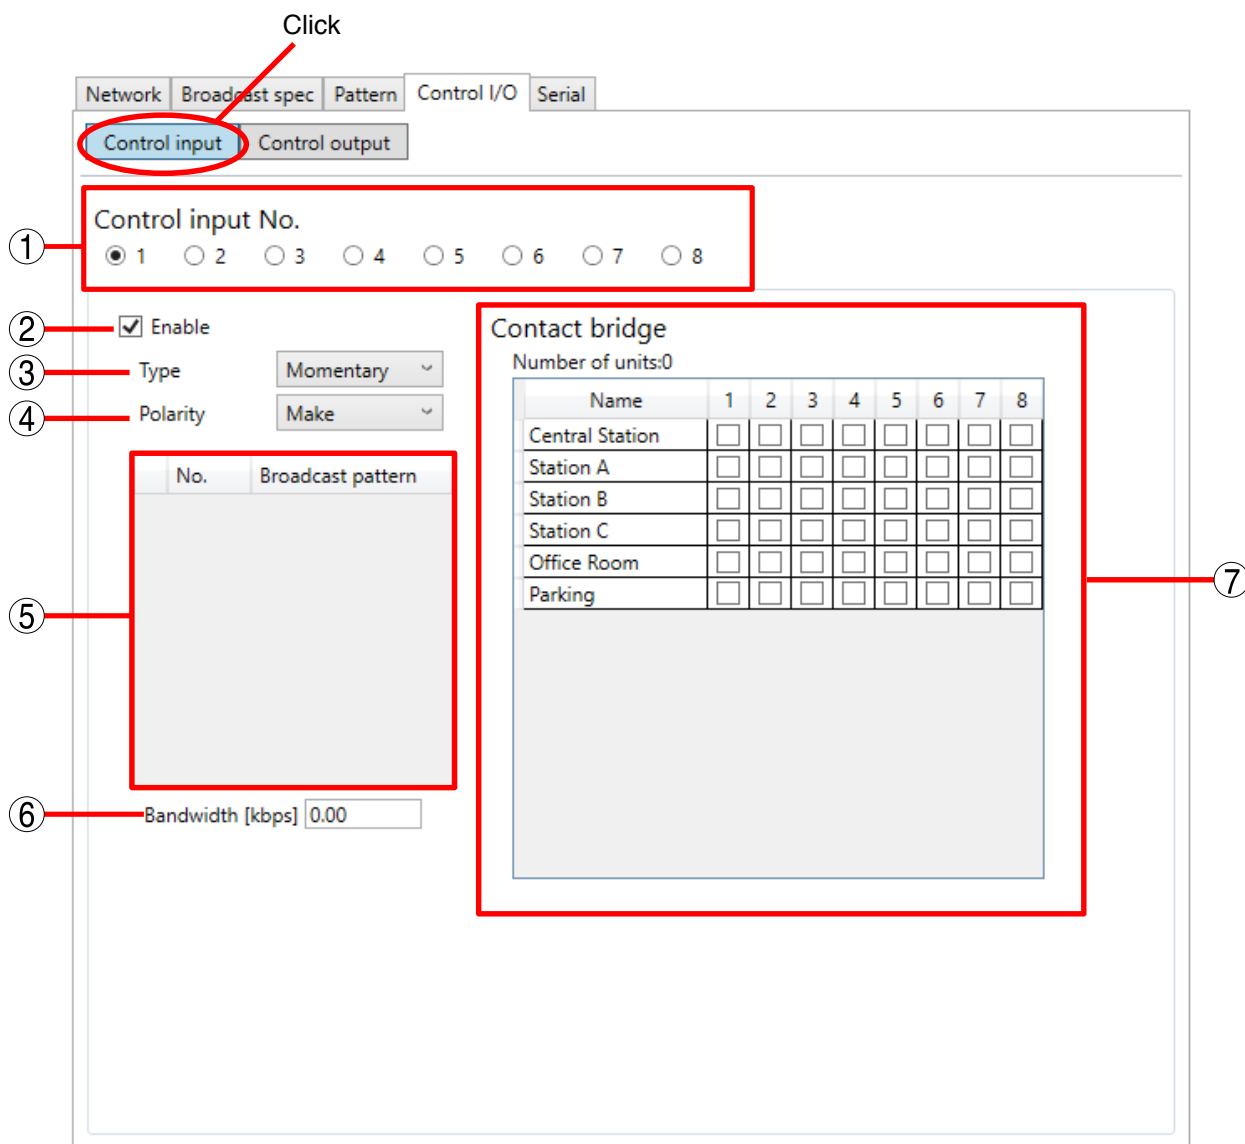 Click
Network Broadcast spec Pattern Control I/O Serial
Control input Control output
Control input No.
① 1 2 3 4 5 6 7 8
② Enable
③ Type Momentary
④ Polarity Make
No. Broadcast pattern
⑤
⑥ Bandwidth [kbps] 0.00
Contact bridge
Number of units:0
Name 1 2 3 4 5 6 7 8
Central Station
Station A
Station B
Station C
Office Room
Parking
⑦